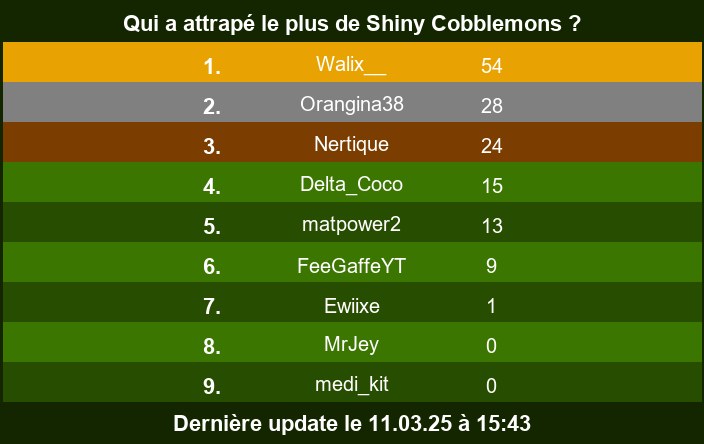 Qui a attrapé le plus de Shiny Cobblemons ?
1. Walix__ 54
2. Orangina38 28
3. Nertique 24
4. Delta_Coco 15
5. matpower2 13
6. FeeGaffeYT 9
7. Ewiixe 1
8. MrJey 0
9. medi_kit 0
Dernière update le 11.03.25 à 15:43